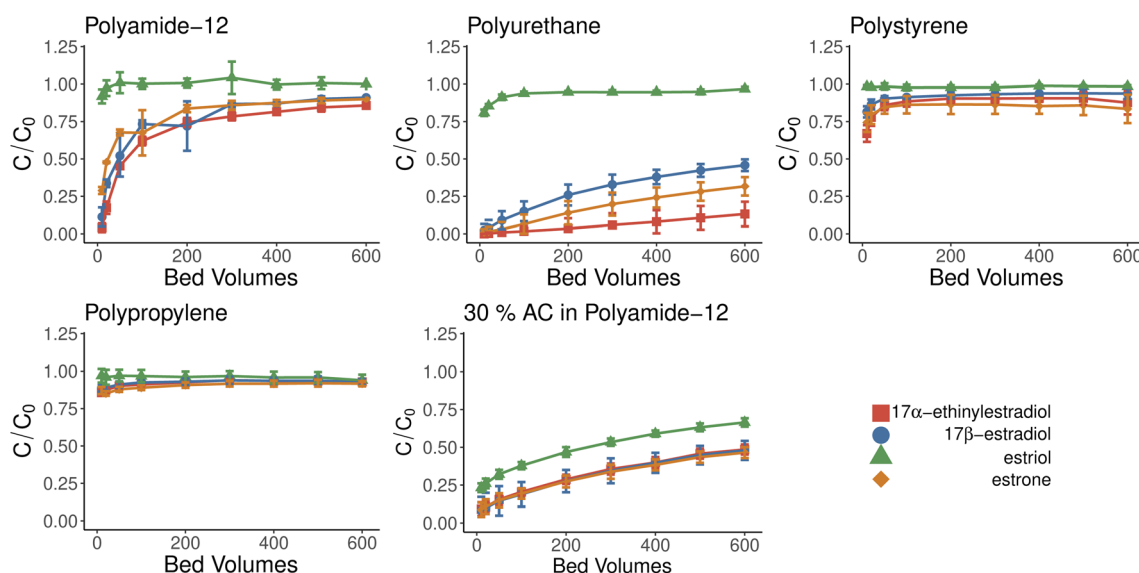 Polyamide−12
Polyurethane
Polystyrene
1.25
1.00
0.75
0.50
0.25
0.00
C/C₀
0
200
400
600
Bed Volumes
1.25
1.00
0.75
0.50
0.25
0.00
C/C₀
0
200
400
600
Bed Volumes
1.25
1.00
0.75
0.50
0.25
0.00
C/C₀
0
200
400
600
Bed Volumes
Polypropylene
30 % AC in Polyamide−12
1.25
1.00
0.75
0.50
0.25
0.00
C/C₀
0
200
400
600
Bed Volumes
1.25
1.00
0.75
0.50
0.25
0.00
C/C₀
0
200
400
600
Bed Volumes
17α−ethinylestradiol
17β−estradiol
estriol
estrone